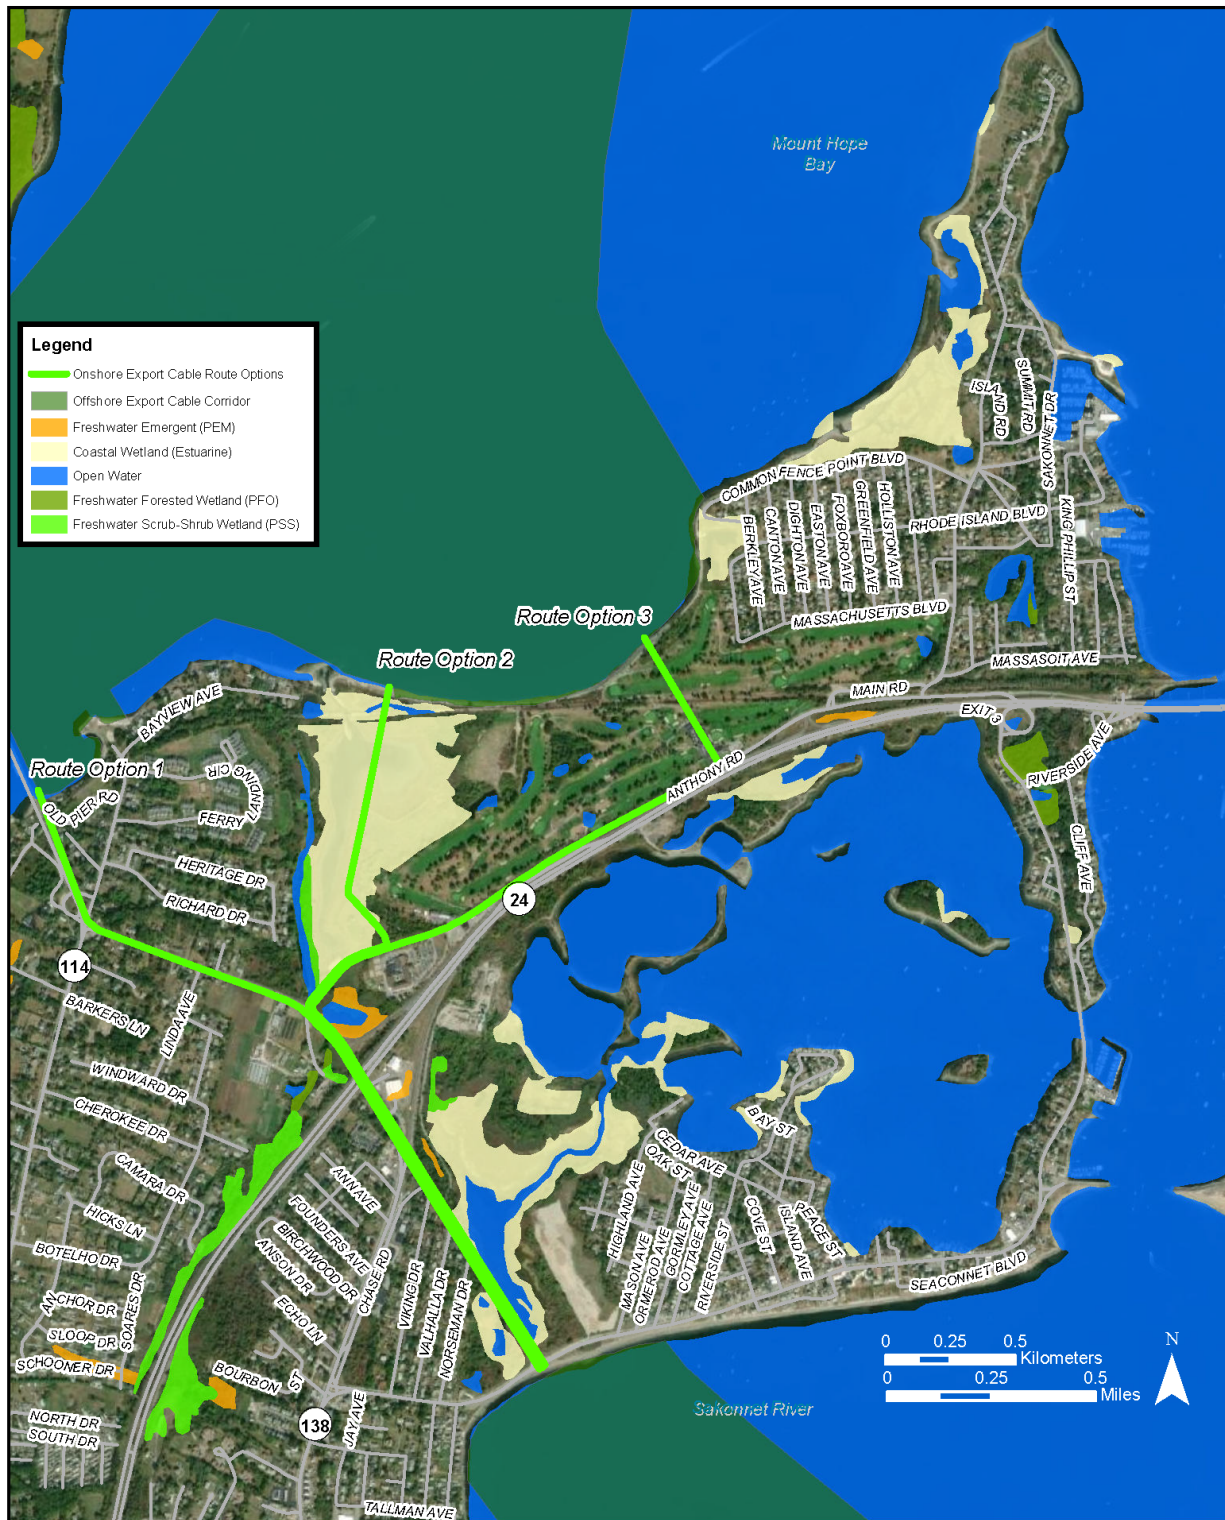 Mount Hope
Bay
Legend
Onshore Export Cable Route Options
Offshore Export Cable Corridor
Freshwater Emergent (PEM)
Coastal Wetland (Estuarine)
Open Water
Freshwater Forested Wetland (PFO)
Freshwater Scrub-Shrub Wetland (PSS)
ISLAND RD
SUMMIT RD
SAKONNET DR
COMMON FENCE POINT BLVD
BERKLEY AVE
CANTON AVE
DIGHTON AVE
EASTON AVE
FOXBORO AVE
GREENFIELD AVE
HOLLISTON AVE
RHODE ISLAND BLVD
KING PHILLIP ST
MASSACHUSETTS BLVD
MASSASOIT AVE
Route Option 3
Route Option 2
MAIN RD
EXIT 3
BAYVIEW AVE
RIVERSIDE AVE
Route Option 1
LANDING CIR
ANTHONY RD
OLD PIER RD
FERRY
HERITAGE DR
CLIFF AVE
RICHARD DR
24
114
BARKERS LN
LINDA AVE
WINDWARD DR
CHEROKEE DR
BAY ST
CEDAR AVE
OAK ST
CAMARA DR
ANN AVE
HICKS LN
FOUNDERS AVE
BIRCHWOOD DR
ANSON DR
CHASE RD
HIGHLAND AVE
GORMLEY AVE
COTTAGE AVE
MASON AVE
ORMEROD AVE
RIVERSIDE ST
COVE ST
ISLAND AVE
PEACE ST
BOTELHO DR
SEACONNET BLVD
ANCHOR DR
SOARES DR
ECHO LN
VIKING DR
VALHALLA DR
NORSEMAN DR
SLOOP DR
SCHOONER DR
BOURBON ST
0 0.25 0.5
Kilometers
0 0.25 0.5
Miles
N
NORTH DR
SOUTH DR
138
JAY AVE
Sakonnet River
TALLMAN AVE